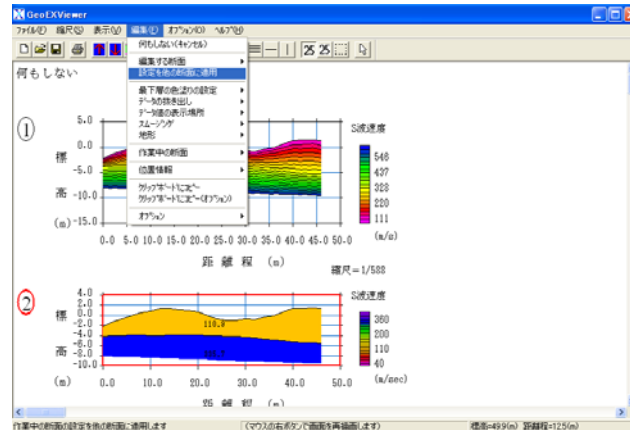 GeoEXViewer
ファイル(F) 縮尺(S) 表示(V) 編集(E) オプション(O) ヘルプ(H)
何もしない(キャンセル)
編集する断面
設定を他の断面に適用
最下層の色塗りの設定
データの抜き出し
データ値の表示場所
スムージング
地形
作業中の断面
位置情報
クリップボードにコピー
クリップボードにコピー(オプション)
オプション
25 25
何もしない
①
標
高
(m)
5.0
0.0
-5.0
-10.0
-15.0
0.0 5.0 10.0 15.0 20.0 25.0 30.0 35.0 40.0 45.0 50.0
距 離 程 (m)
S波速度
546
437
328
220
111
(m/s)
縮尺=1/588
②
標
高
(m)
4.0
2.0
0.0
-2.0
-4.0
-6.0
-8.0
-10.0
110.0
0.0 10.0 20.0 30.0 40.0 50.0
距 離 程 (m)
S波速度
360
200
110
40
(m/sec)
作業中の断面の設定を他の断面に適用します
(マウスの右ボタンで画面を再描画します)
標高=499(m) 距離程=125(m)